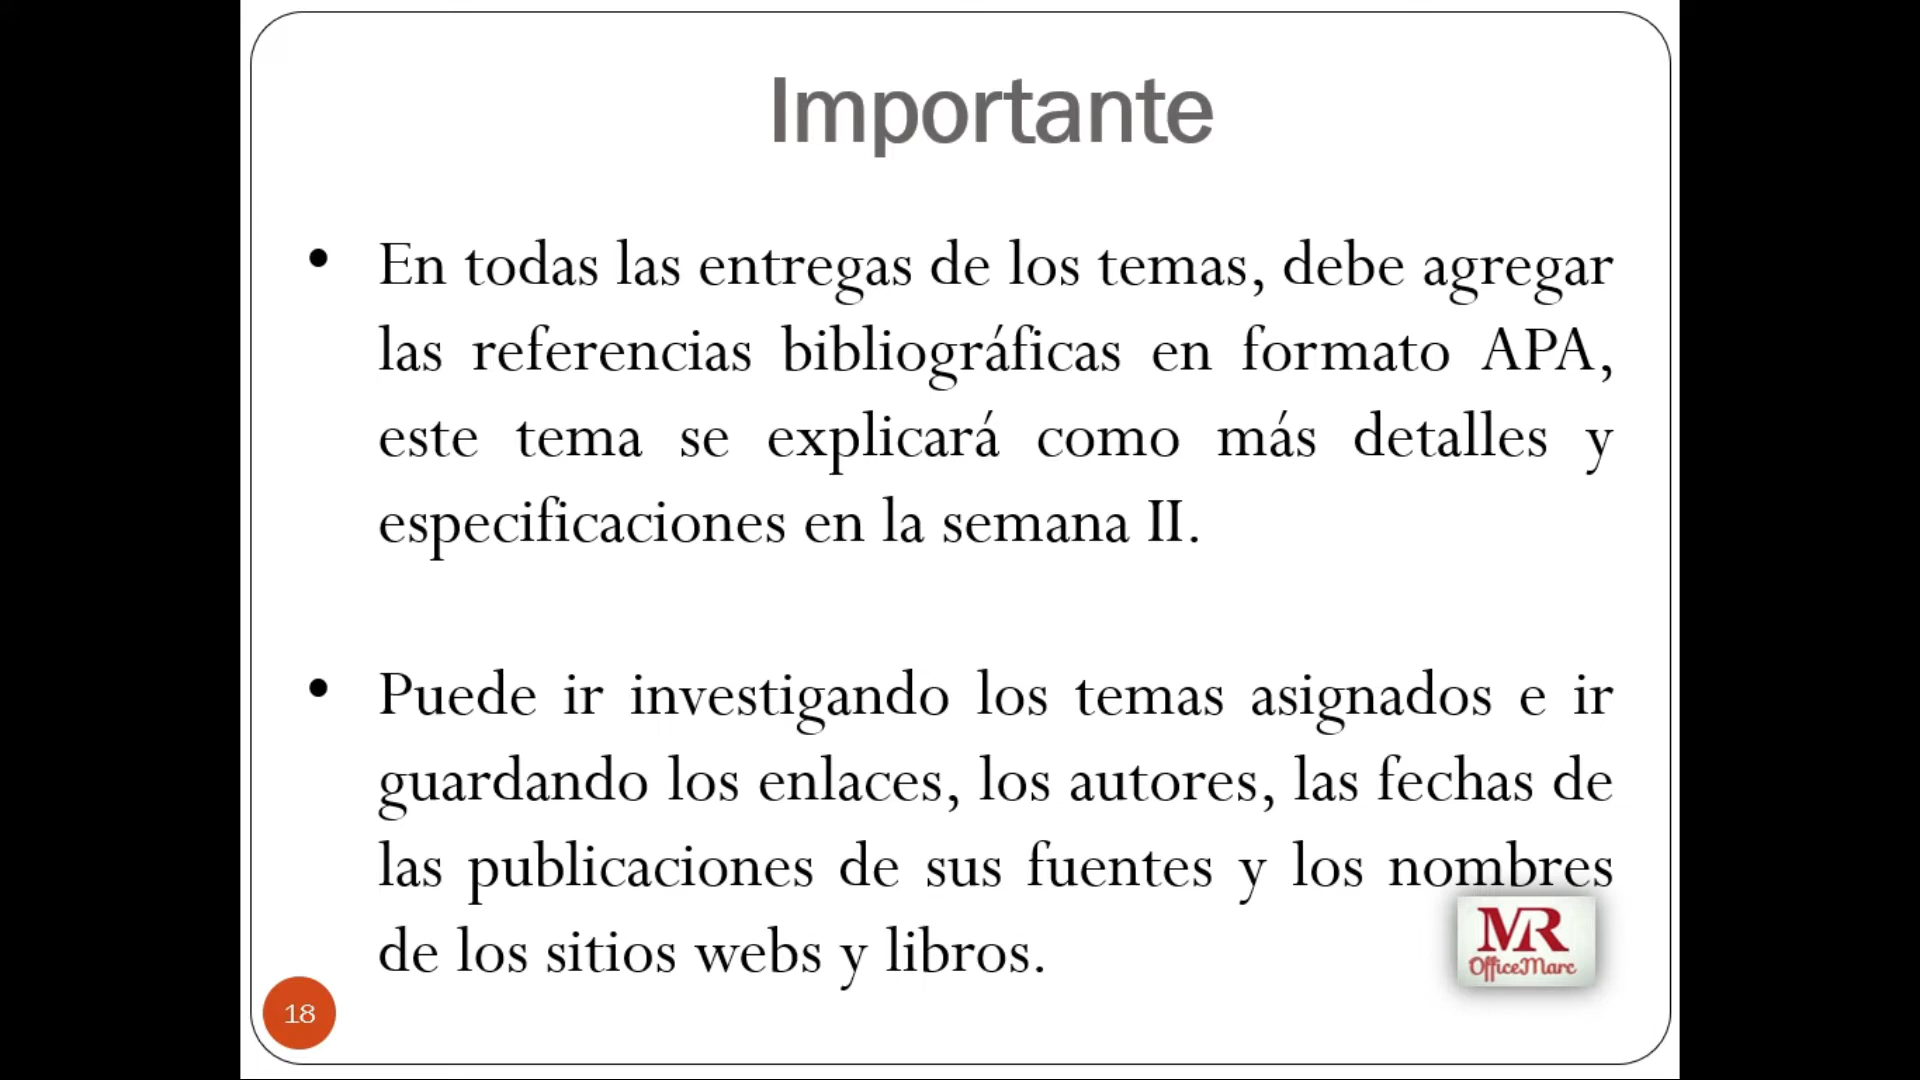 Importante
• En todas las entregas de los temas, debe agregar
las referencias bibliográficas en formato APA,
este tema se explicará como más detalles y
especificaciones en la semana II.
• Puede ir investigando los temas asignados e ir
guardando los enlaces, los autores, las fechas de
las publicaciones de sus fuentes y los nombres
de los sitios webs y libros.
MR
OfficeMarc
18